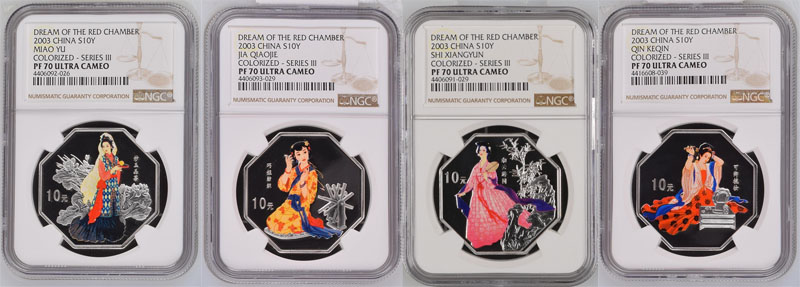 DREAM OF THE RED CHAMBER
2003 CHINA S10Y
MIAO YU
COLORIZED - SERIES III
PF 70 ULTRA CAMEO
4406092-026
NUMISMATIC GUARANTY CORPORATION
NGC
10元
DREAM OF THE RED CHAMBER
2003 CHINA S10Y
JIA QIAOJIE
COLORIZED - SERIES III
PF 70 ULTRA CAMEO
4406093-029
NUMISMATIC GUARANTY CORPORATION
NGC
10元
DREAM OF THE RED CHAMBER
2003 CHINA S10Y
SHI XIANGYUN
COLORIZED - SERIES III
PF 70 ULTRA CAMEO
4406091-029
NUMISMATIC GUARANTY CORPORATION
NGC
10元
DREAM OF THE RED CHAMBER
2003 CHINA S10Y
QIN KEQIN
COLORIZED - SERIES III
PF 70 ULTRA CAMEO
4416608-039
NUMISMATIC GUARANTY CORPORATION
NGC
10元